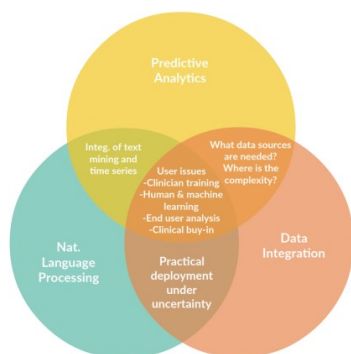 Predictive
Analytics
Integ. of text
mining and
time series
What data sources
are needed?
Where is the
complexity?
User issues
-Clinician training
-Human & machine
learning
-End user analysis
-Clinical buy-in
Nat.
Language
Processing
Practical
deployment
under
uncertainty
Data
Integration